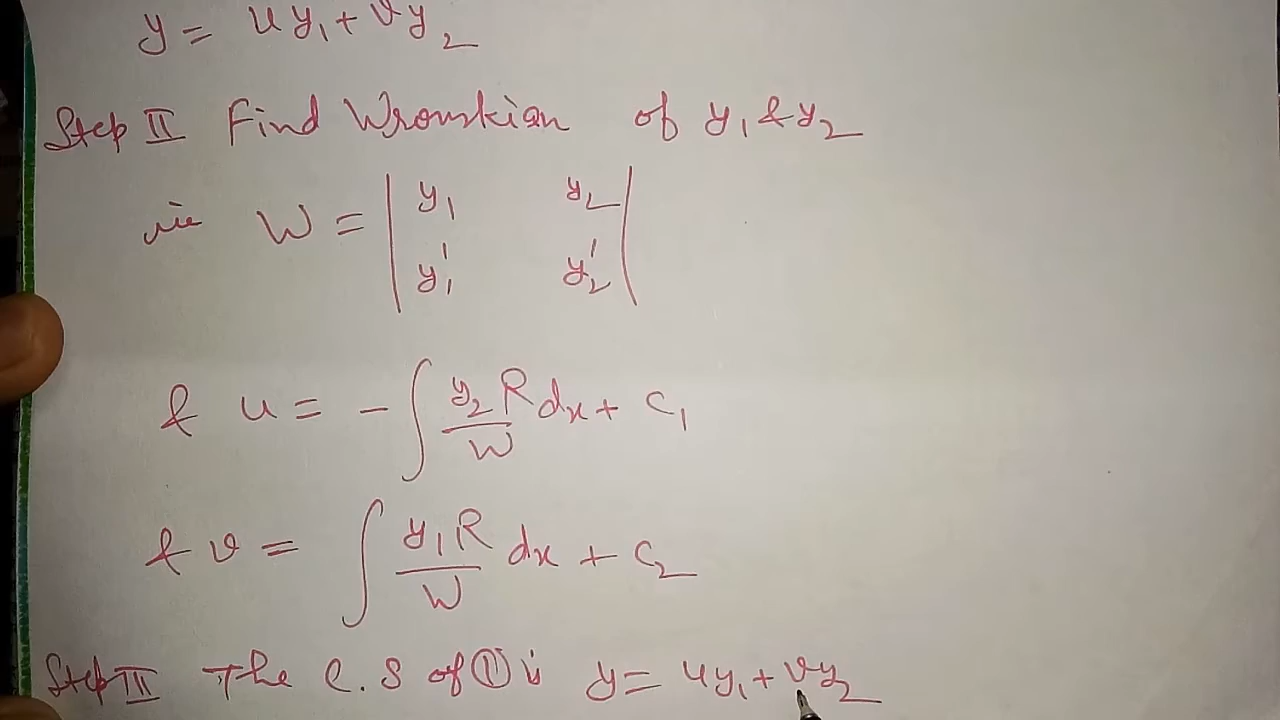 y = uy₁ + vy₂
Step II Find Wronskian of y₁ & y₂
ie W = | y₁ y₂ |
| y₁' y₂' |
& u = - ∫ y₂R/W dx + c₁
& v = ∫ y₁R/W dx + c₂
Step III The C.S of ① is y = uy₁ + vy₂